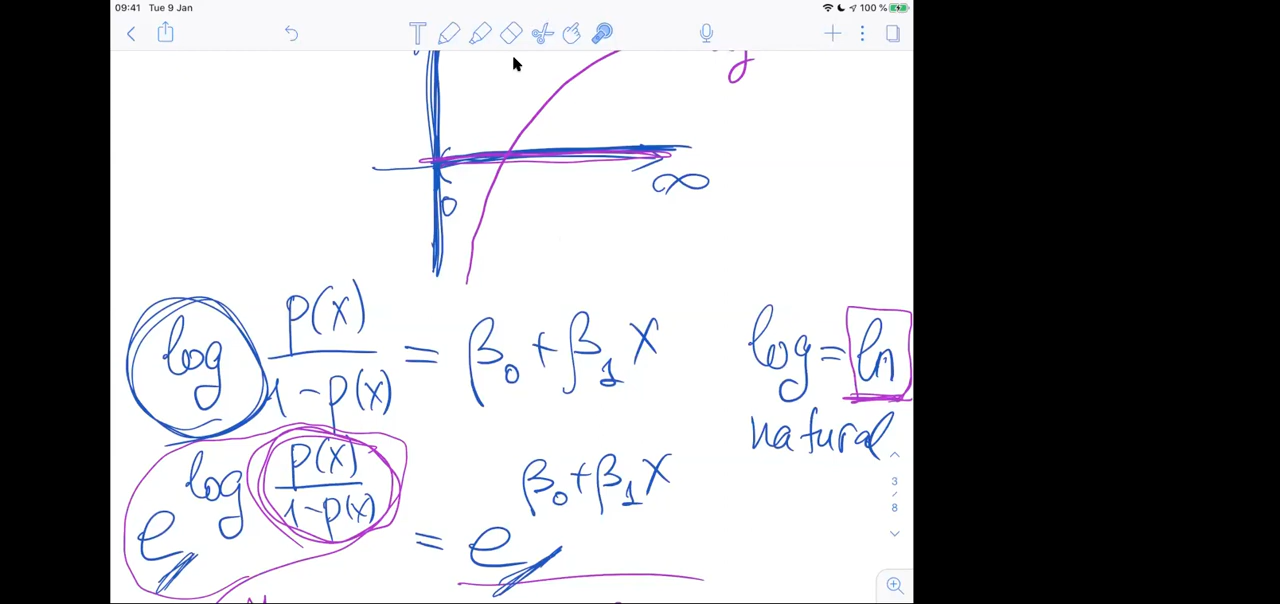 09:41 Tue 9 Jan
100 %
T
0
∞
log p(x)/(1-p(x)) = β₀ + β₁X
log = ln
natural
e^(log p(x)/(1-p(x))) = e^(β₀+β₁X)
3
/
8